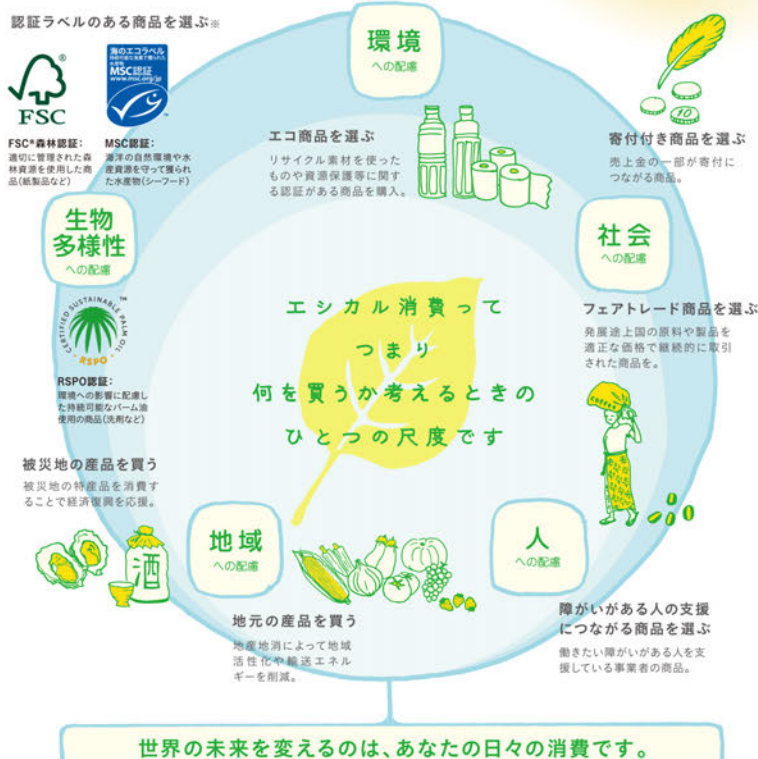 認証ラベルのある商品を選ぶ※
FSC
®
FSC®森林認証：
適切に管理された森
林資源を使用した商
品(紙製品など)
海のエコラベル
MSC認証
www.msc.org/jp
™
MSC認証：
海洋の自然環境や水
産資源を守って獲られ
た水産物(シーフード)
環境
への配慮
エコ商品を選ぶ
リサイクル素材を使った
ものや資源保護等に関す
る認証がある商品を購入。
10
寄付付き商品を選ぶ
売上金の一部が寄付に
つながる商品。
生物
多様性
への配慮
社会
への配慮
CERTIFIED SUSTAINABLE PALM OIL
RSPO
™
RSPO認証：
環境への影響に配慮し
た持続可能なパーム油
使用の商品(洗剤など)
エシカル消費って
つまり
何を買うか考えるときの
ひとつの尺度です
フェアトレード商品を選ぶ
発展途上国の原料や製品を
適正な価格で継続的に取引
された商品を。
coffee
被災地の産品を買う
被災地の特産品を消費す
ることで経済復興を応援。
酒
地域
への配慮
人
への配慮
地元の産品を買う
地産地消によって地域
活性化や輸送エネル
ギーを削減。
障がいがある人の支援
につながる商品を選ぶ
働きたい障がいがある人を支
援している事業者の商品。
世界の未来を変えるのは、あなたの日々の消費です。